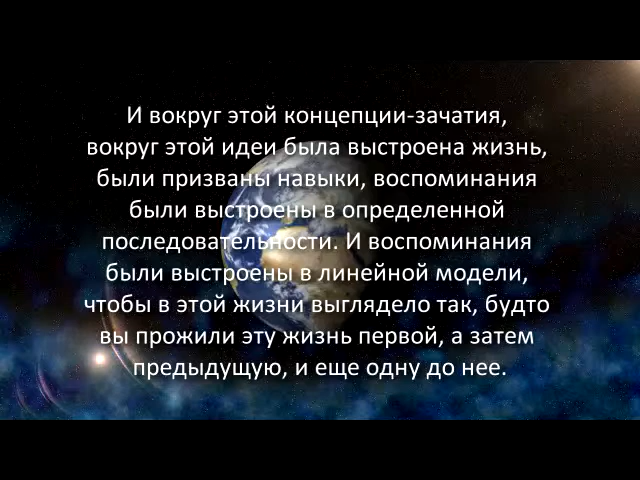 И вокруг этой концепции-зачатия,
вокруг этой идеи была выстроена жизнь,
были призваны навыки, воспоминания
были выстроены в определенной
последовательности. И воспоминания
были выстроены в линейной модели,
чтобы в этой жизни выглядело так, будто
вы прожили эту жизнь первой, а затем
предыдущую, и еще одну до нее.